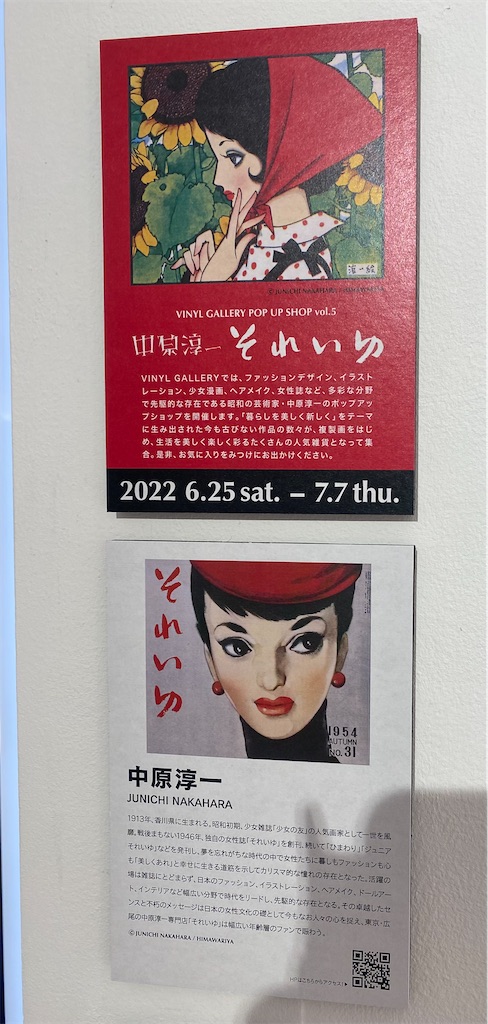 淳一絵
©JUNICHI NAKAHARA / HIMAWARIYA
VINYL GALLERY POP UP SHOP vol.5
中原淳一 それいゆ
VINYL GALLERYでは、ファッションデザイン、イラスト
レーション、少女漫画、ヘアメイク、女性誌など、多彩な分野
で先駆的な存在である昭和の芸術家・中原淳一のポップアッ
プショップを開催します。「暮らしを美しく新しく」をテーマ
に生み出された今も古びない作品の数々が、複製画をはじ
め、生活を美しく楽しく彩るたくさんの人気雑貨となって集
合。是非、お気に入りをみつけにお出かけください。
2022 6.25 sat. – 7.7 thu.
それいゆ
1954
AUTUMN
NO.31
中原淳一
JUNICHI NAKAHARA
1913年、香川県に生まれる。昭和初期、少女雑誌「少女の友」の人気画家として一世を風
靡。戦後まもない1946年、独自の女性誌「それいゆ」を創刊、続いて「ひまわり」「ジュニア
それいゆ」などを発刊し、夢を忘れがちな時代の中で女性たちに暮しもファッションも心
も「美しくあれ」と幸せに生きる道筋を示してカリスマ的な憧れの存在となった。活躍の
場は雑誌にとどまらず、日本のファッション、イラストレーション、ヘアメイク、ドールアー
ト、インテリアなど幅広い分野で時代をリードし、先駆的な存在となる。その卓越したセ
ンスと不朽のメッセージは日本の女性文化の礎として今もなお人々の心を捉え、東京・広
尾の中原淳一専門店「それいゆ」は幅広い年齢層のファンで賑わう。
©JUNICHI NAKAHARA / HIMAWARIYA
HPはこちらからアクセス!▶